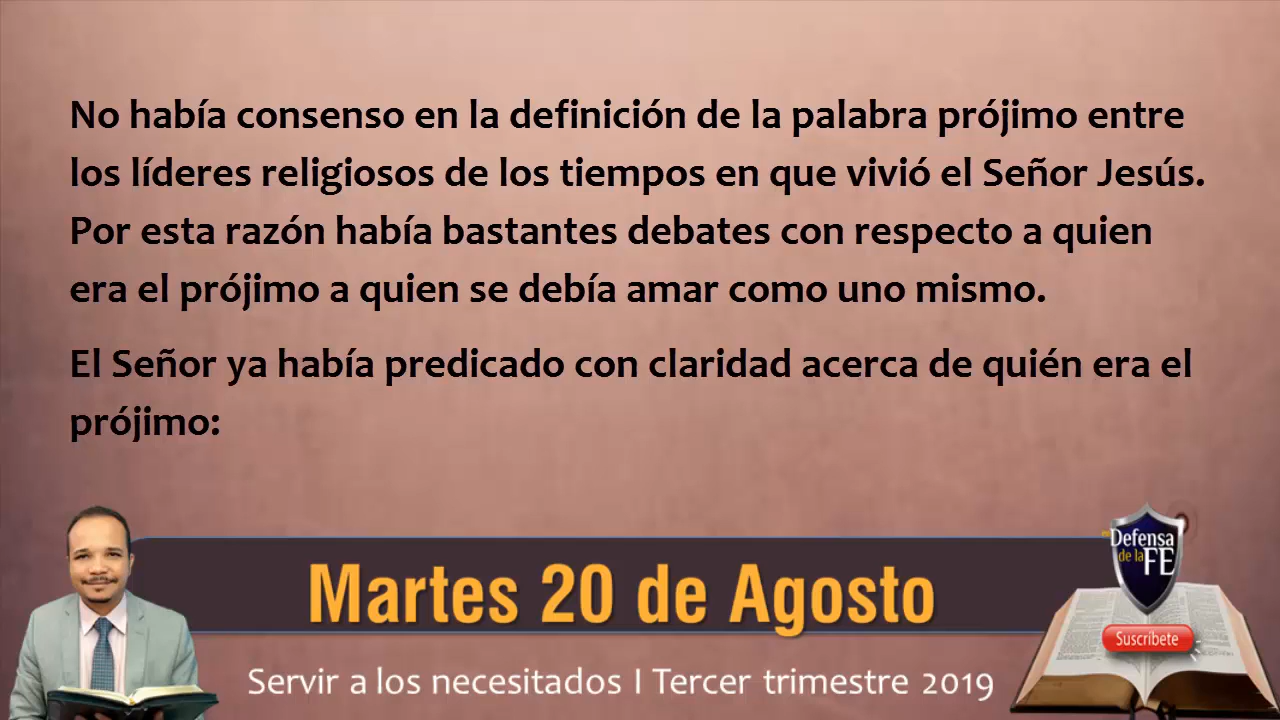 No había consenso en la definición de la palabra prójimo entre
los líderes religiosos de los tiempos en que vivió el Señor Jesús.
Por esta razón había bastantes debates con respecto a quien
era el prójimo a quien se debía amar como uno mismo.
El Señor ya había predicado con claridad acerca de quién era el
prójimo:
Defensa
de la FE
Martes 20 de Agosto
Suscríbete
Servir a los necesitados I Tercer trimestre 2019